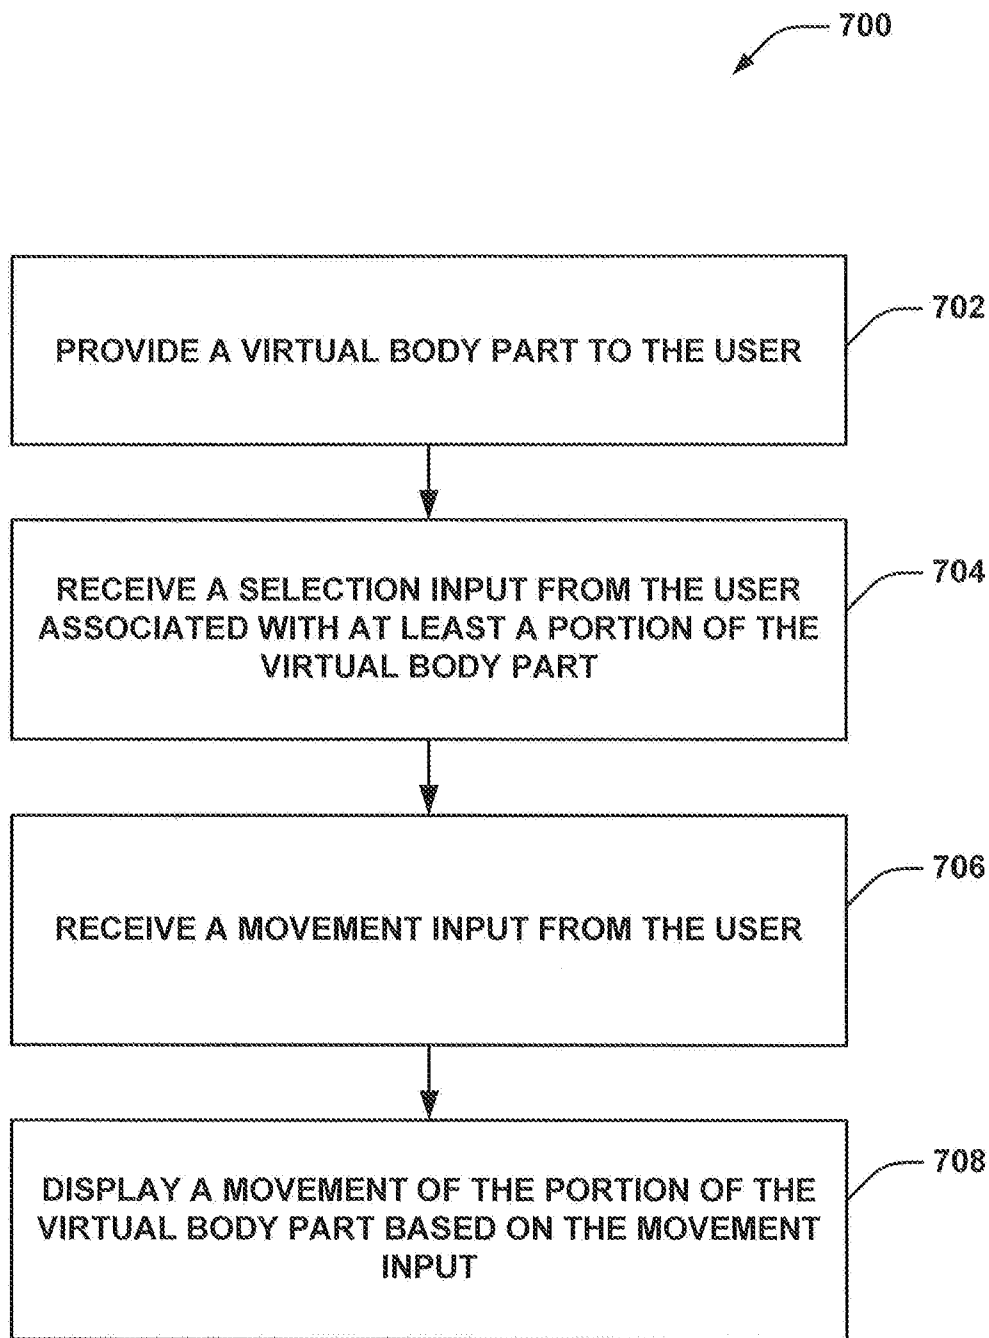 700
PROVIDE A VIRTUAL BODY PART TO THE USER
702
RECEIVE A SELECTION INPUT FROM THE USER
ASSOCIATED WITH AT LEAST A PORTION OF THE
VIRTUAL BODY PART
704
RECEIVE A MOVEMENT INPUT FROM THE USER
706
DISPLAY A MOVEMENT OF THE PORTION OF THE
VIRTUAL BODY PART BASED ON THE MOVEMENT
INPUT
708